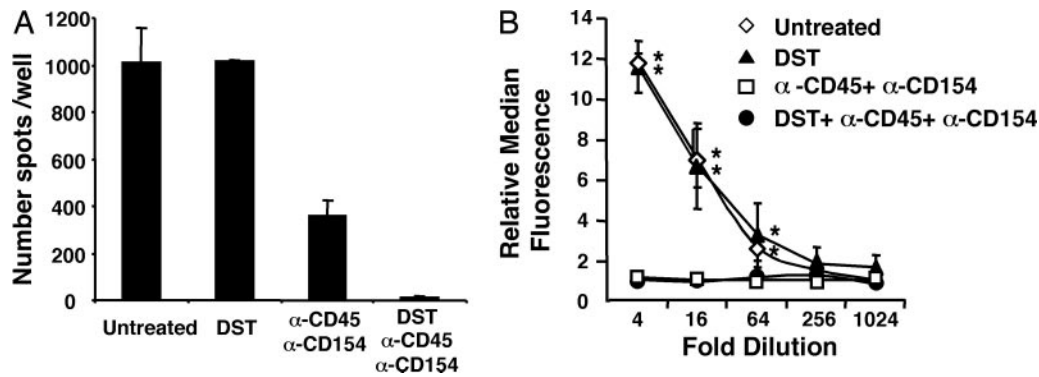 A
Number spots /well
1200
1000
800
600
400
200
0
Untreated
DST
α-CD45
α-CD154
DST
α-CD45
α-CD154
B
Relative Median
Fluorescence
14
12
10
8
6
4
2
0
4
16
64
256
1024
Fold Dilution
Untreated
DST
α -CD45+ α-CD154
DST+ α-CD45+ α-CD154
*
*
*
*
*
*